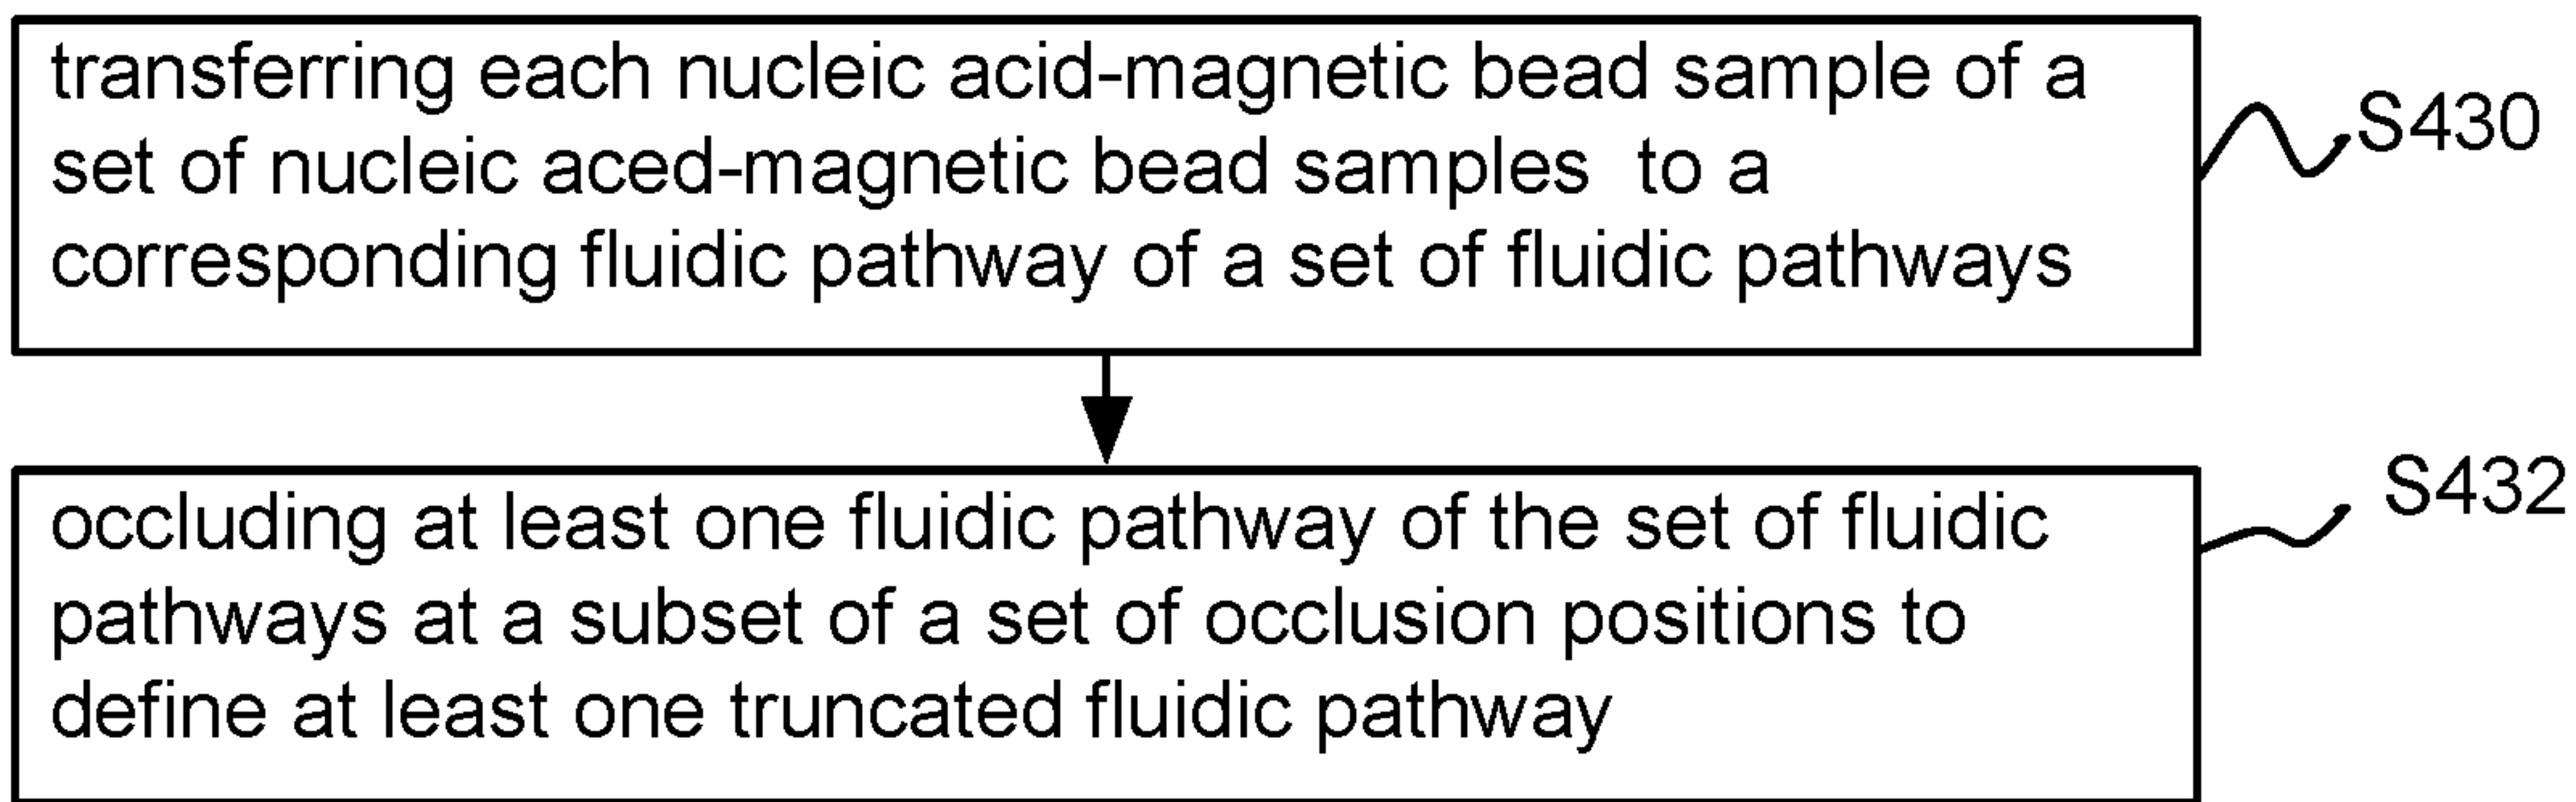 transferring each nucleic acid-magnetic bead sample of a
set of nucleic aced-magnetic bead samples  to a
corresponding fluidic pathway of a set of fluidic pathways
S430
occluding at least one fluidic pathway of the set of fluidic
pathways at a subset of a set of occlusion positions to
define at least one truncated fluidic pathway
S432